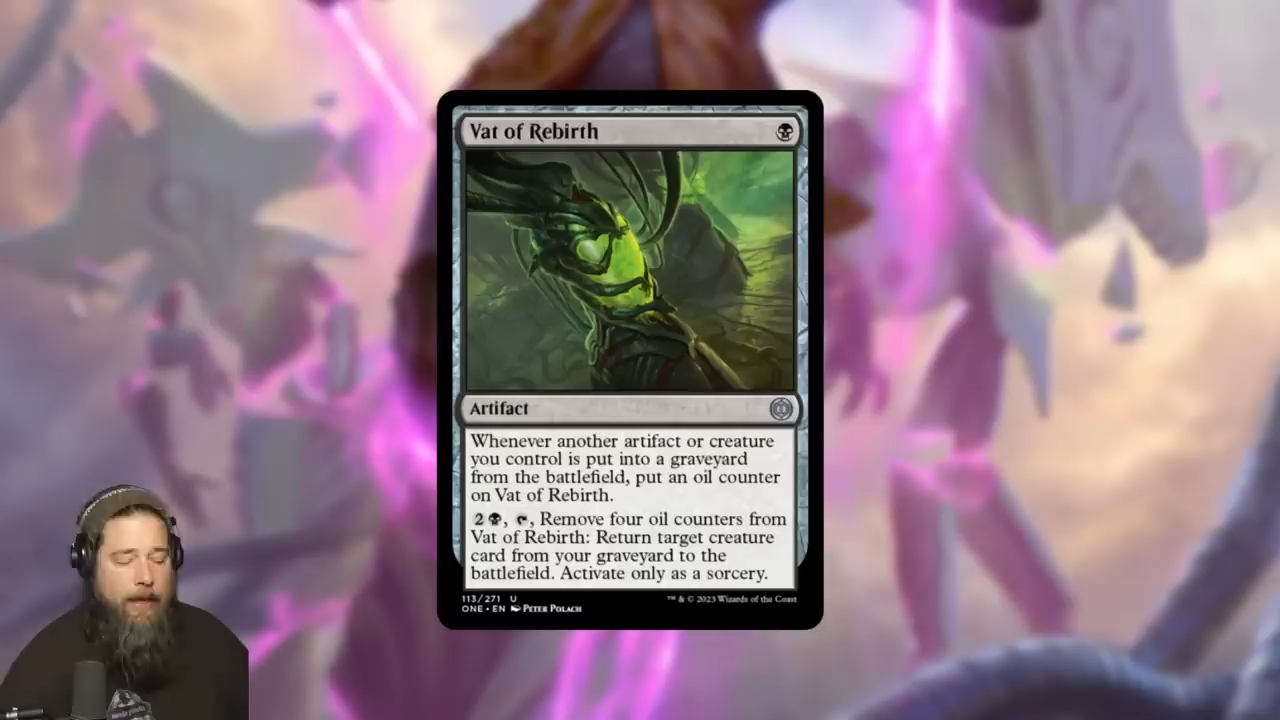 Vat of Rebirth
Artifact
Whenever another artifact or creature
you control is put into a graveyard
from the battlefield, put an oil counter
on Vat of Rebirth.
2, , Remove four oil counters from
Vat of Rebirth: Return target creature
card from your graveyard to the
battlefield. Activate only as a sorcery.
113/271 U
ONE • EN Peter Polach
™ & © 2023 Wizards of the Coast